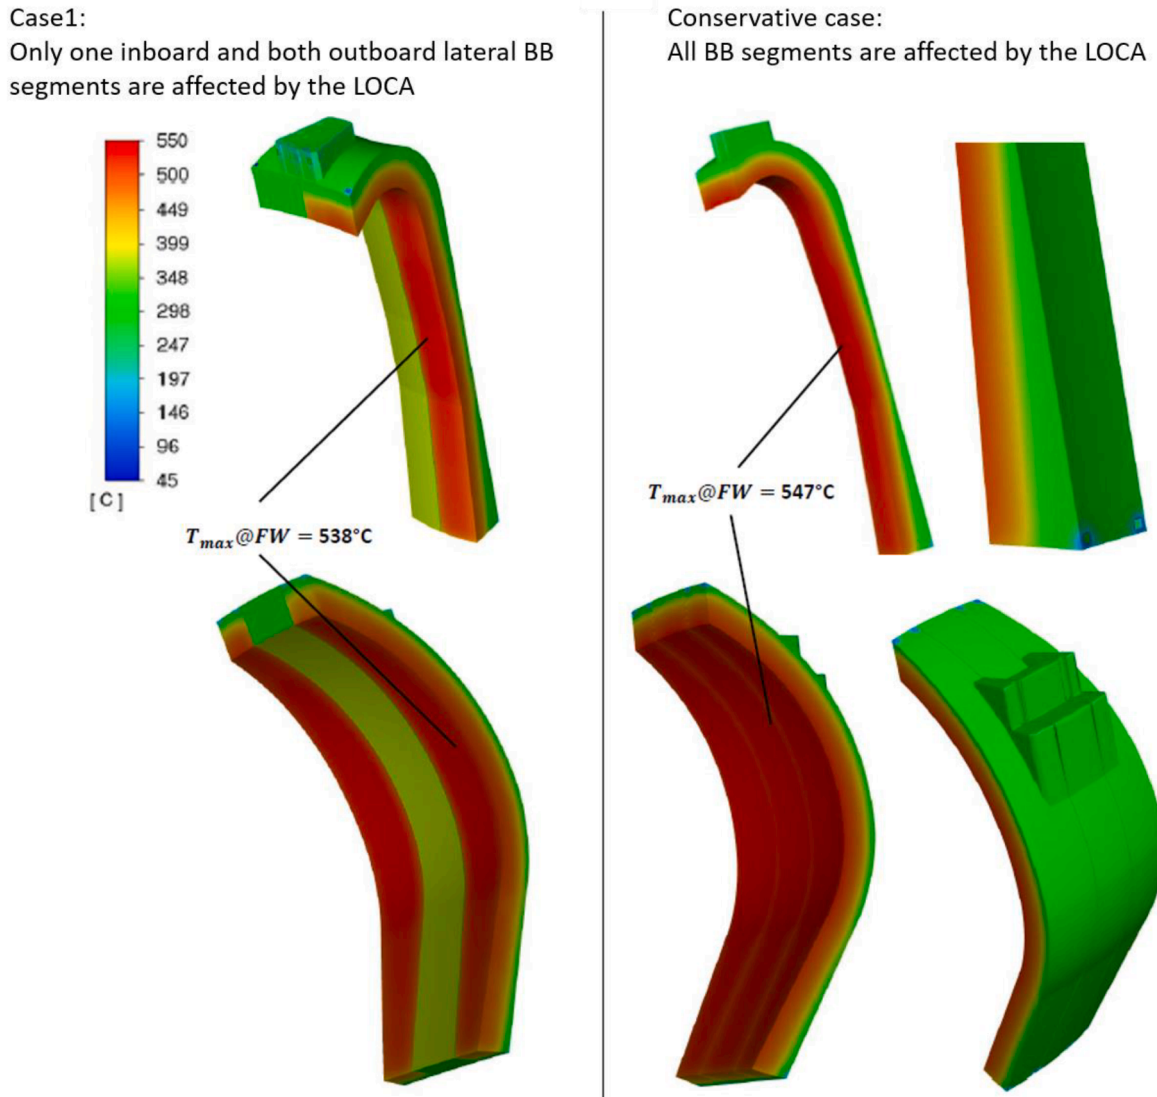 Case1:
Only one inboard and both outboard lateral BB
segments are affected by the LOCA
Conservative case:
All BB segments are affected by the LOCA
550
500
449
399
348
298
247
197
146
96
45
[C]
T_max@FW = 538°C
T_max@FW = 547°C